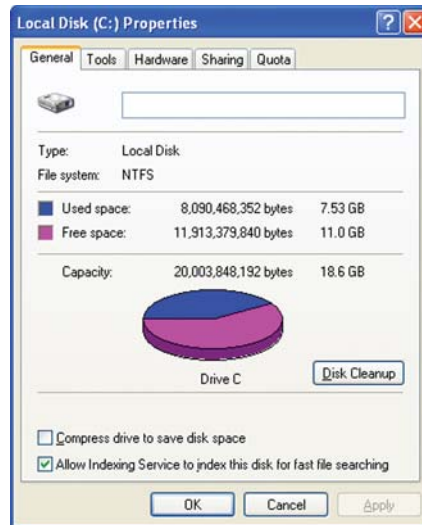 Local Disk (C:) Properties
General Tools Hardware Sharing Quota
Type: Local Disk
File system: NTFS
Used space: 8,090,468,352 bytes 7.53 GB
Free space: 11,913,379,840 bytes 11.0 GB
Capacity: 20,003,848,192 bytes 18.6 GB
Drive C
Disk Cleanup
Compress drive to save disk space
Allow Indexing Service to index this disk for fast file searching
OK Cancel Apply